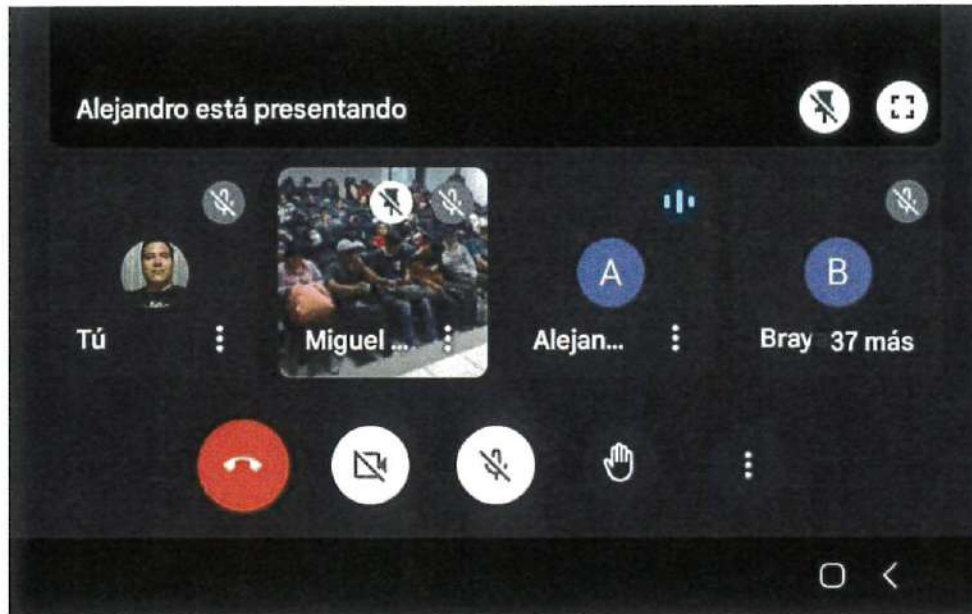 Alejandro está presentando
A
B
Tú
Miguel ...
Alejan...
Bray
37 más